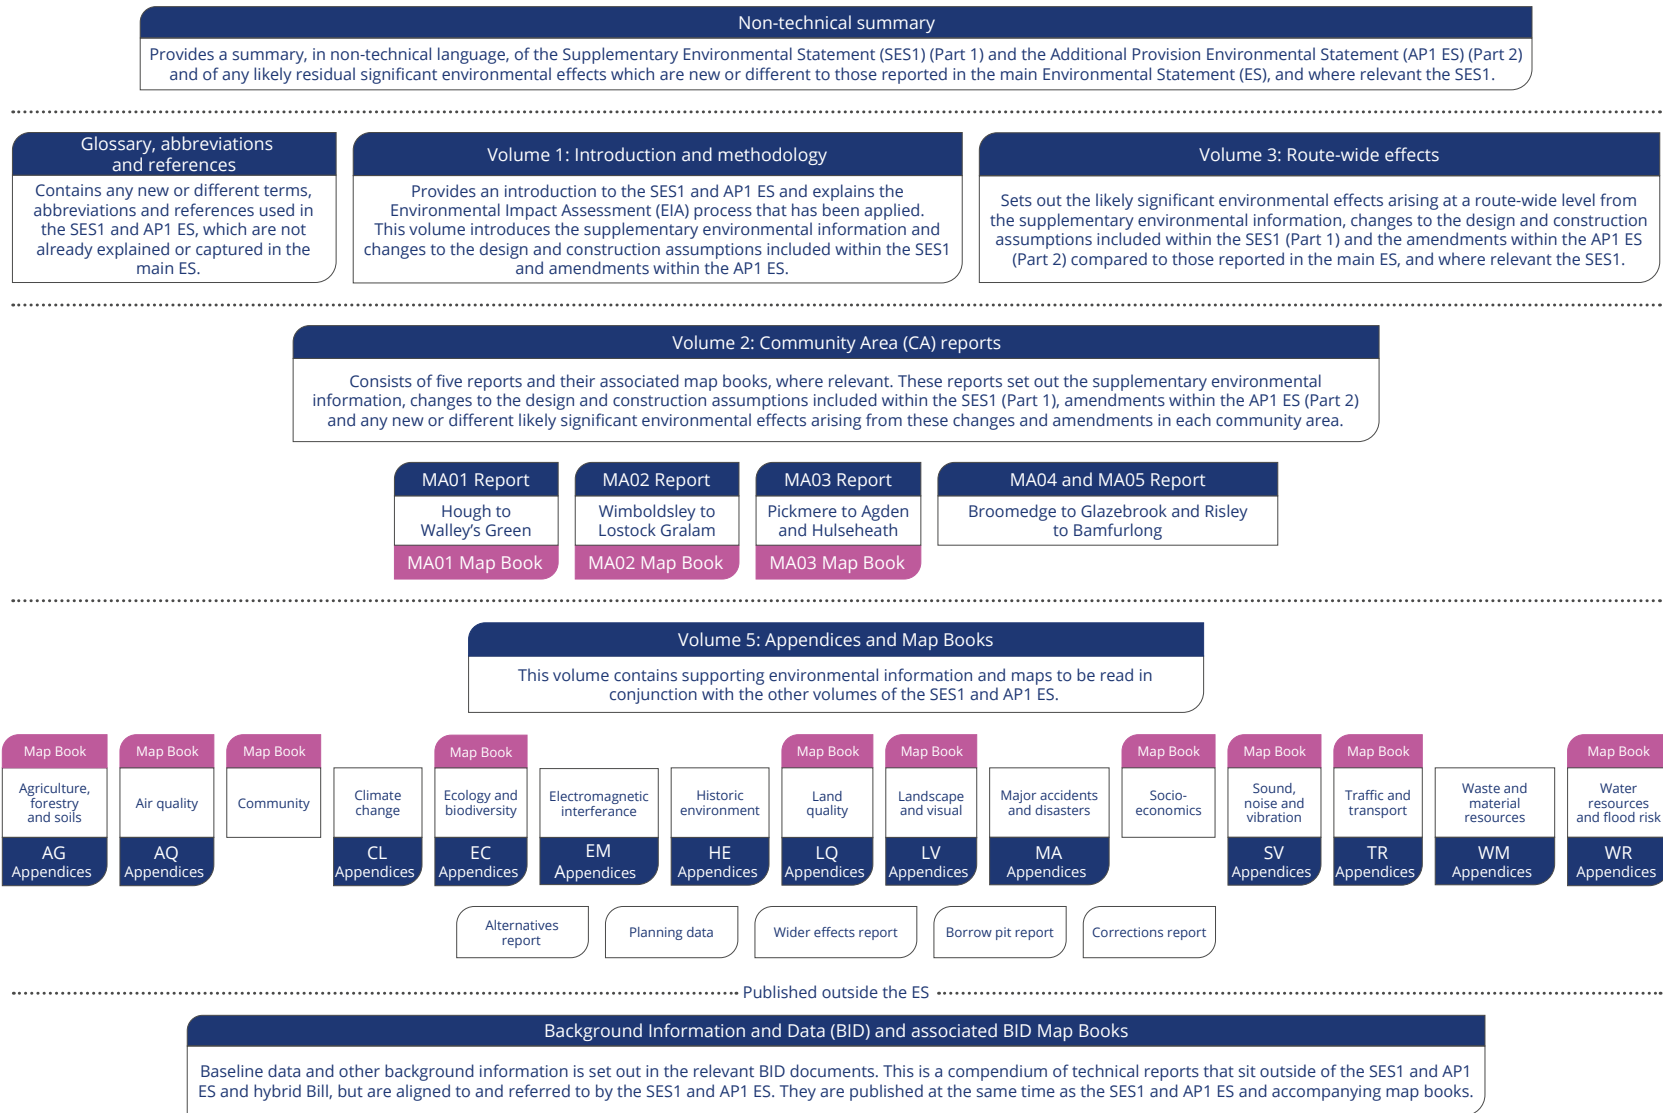 Non-technical summary
Provides a summary, in non-technical language, of the Supplementary Environmental Statement (SES1) (Part 1) and the Additional Provision Environmental Statement (AP1 ES) (Part 2)
and of any likely residual significant environmental effects which are new or different to those reported in the main Environmental Statement (ES), and where relevant the SES1.
Glossary, abbreviations
and references
Contains any new or different terms,
abbreviations and references used in
the SES1 and AP1 ES, which are not
already explained or captured in the
main ES.
Volume 1: Introduction and methodology
Provides an introduction to the SES1 and AP1 ES and explains the
Environmental Impact Assessment (EIA) process that has been applied.
This volume introduces the supplementary environmental information and
changes to the design and construction assumptions included within the SES1
and amendments within the AP1 ES.
Volume 3: Route-wide effects
Sets out the likely significant environmental effects arising at a route-wide level from
the supplementary environmental information, changes to the design and construction
assumptions included within the SES1 (Part 1) and the amendments within the AP1 ES
(Part 2) compared to those reported in the main ES, and where relevant the SES1.
Volume 2: Community Area (CA) reports
Consists of five reports and their associated map books, where relevant. These reports set out the supplementary environmental
information, changes to the design and construction assumptions included within the SES1 (Part 1), amendments within the AP1 ES (Part 2)
and any new or different likely significant environmental effects arising from these changes and amendments in each community area.
MA01 Report
Hough to
Walley's Green
MA01 Map Book
MA02 Report
Wimboldsley to
Lostock Gralam
MA02 Map Book
MA03 Report
Pickmere to Agden
and Hulseheath
MA03 Map Book
MA04 and MA05 Report
Broomedge to Glazebrook and Risley
to Bamfurlong
Volume 5: Appendices and Map Books
This volume contains supporting environmental information and maps to be read in
conjunction with the other volumes of the SES1 and AP1 ES.
Map Book
Agriculture,
forestry
and soils
AG
Appendices
Map Book
Air quality
AQ
Appendices
Map Book
Community
Climate
change
CL
Appendices
Map Book
Ecology and
biodiversity
EC
Appendices
Electromagnetic
interferance
EM
Appendices
Historic
environment
HE
Appendices
Map Book
Land
quality
LQ
Appendices
Map Book
Landscape
and visual
LV
Appendices
Major accidents
and disasters
MA
Appendices
Map Book
Socio-
economics
Map Book
Sound,
noise and
vibration
SV
Appendices
Map Book
Traffic and
transport
TR
Appendices
Waste and
material
resources
WM
Appendices
Map Book
Water
resources
and flood risk
WR
Appendices
Alternatives
report
Planning data
Wider effects report
Borrow pit report
Corrections report
Published outside the ES
Background Information and Data (BID) and associated BID Map Books
Baseline data and other background information is set out in the relevant BID documents. This is a compendium of technical reports that sit outside of the SES1 and AP1
ES and hybrid Bill, but are aligned to and referred to by the SES1 and AP1 ES. They are published at the same time as the SES1 and AP1 ES and accompanying map books.